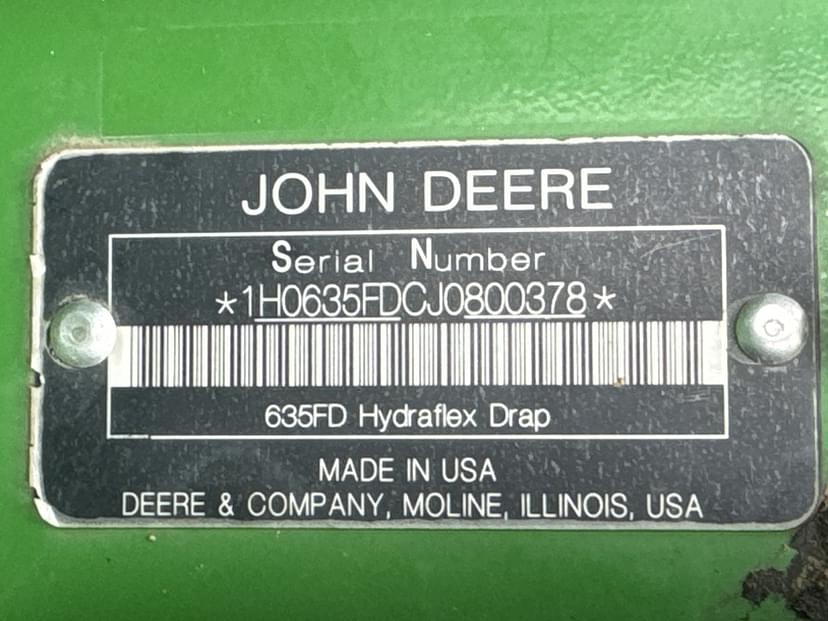 JOHN DEERE
Serial Number
*1H0635FDCJ0800378*
635FD Hydraflex Drap
MADE IN USA
DEERE & COMPANY, MOLINE, ILLINOIS, USA